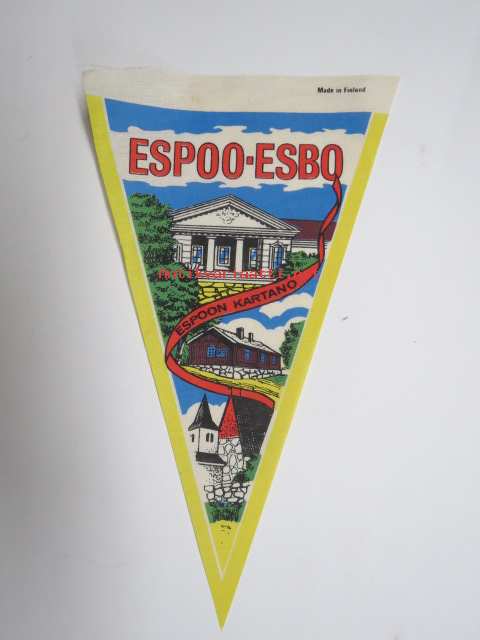 Made in Finland
ESPOO-ESBO
ESPOON KARTANO